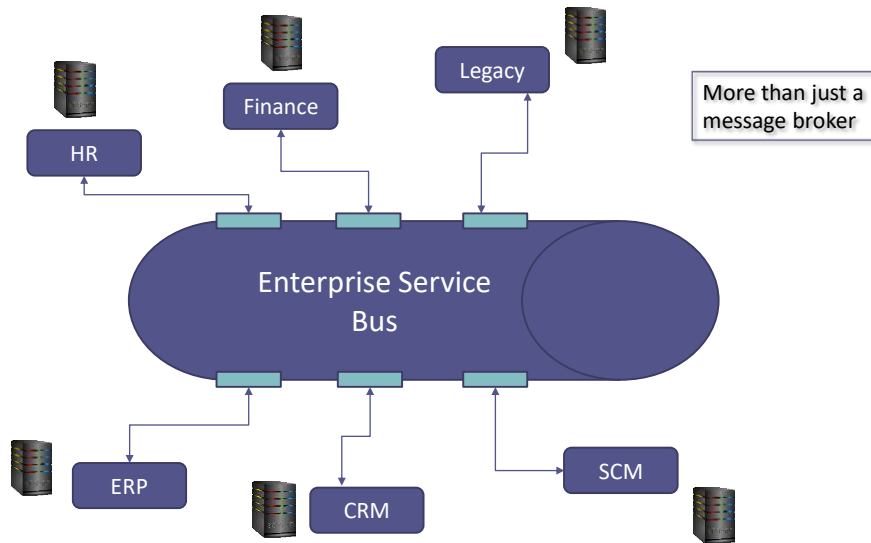 Legacy
Finance
HR
More than just a
message broker
Enterprise Service
Bus
ERP
CRM
SCM